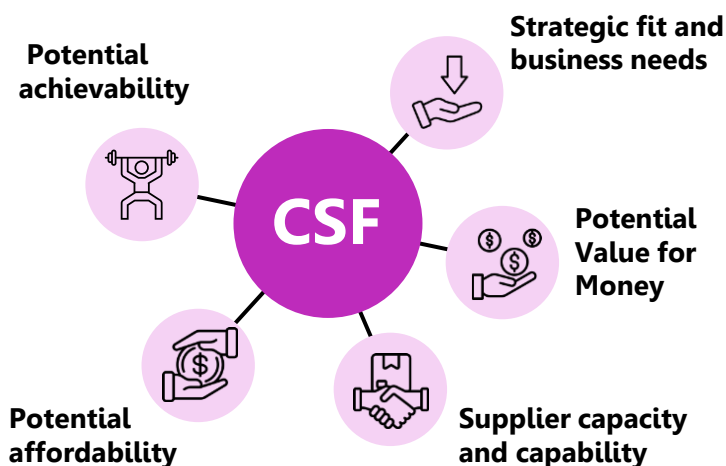 Strategic fit and
business needs
Potential
achievability
CSF
Potential
Value for
Money
Potential
affordability
Supplier capacity
and capability